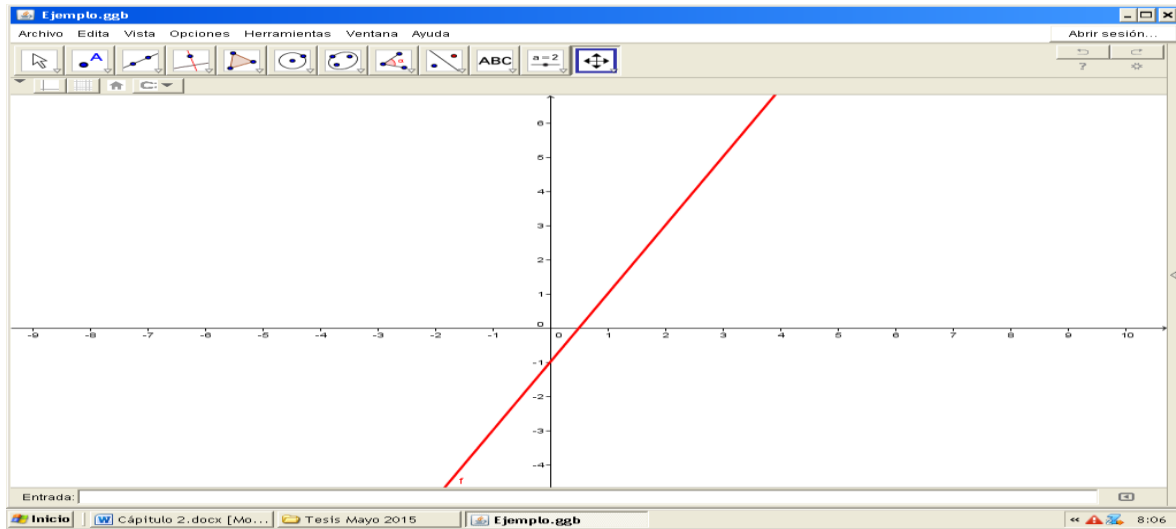 Ejemplo.ggb
Archivo Edita Vista Opciones Herramientas Ventana Ayuda
Abrir sesión...
A α ABC a = 2
?
6
5
4
3
2
1
0
-9 -8 -7 -6 -5 -4 -3 -2 -1 0 1 2 3 4 5 6 7 8 9 10
-1
-2
-3
-4
f
Entrada:
Inicio W Cápítulo 2.docx [Mo... Tesis Mayo 2015 Ejemplo.ggb « 8:06